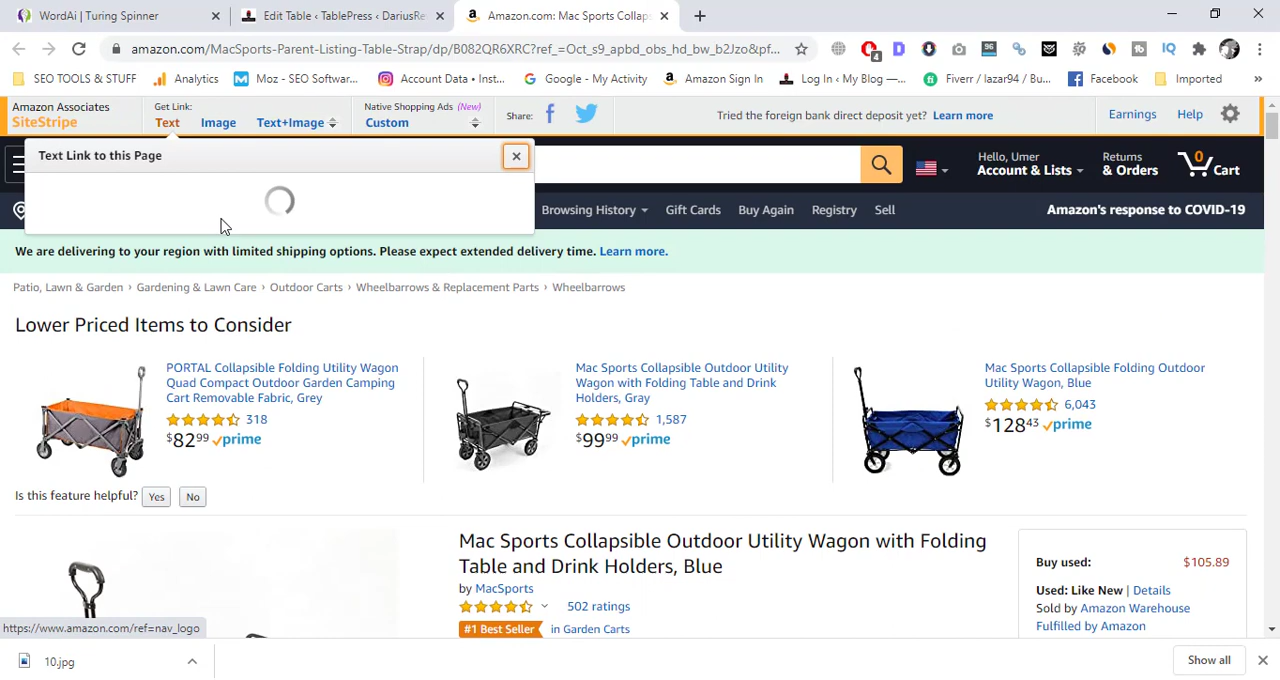 WordAi | Turing Spinner
Edit Table ‹ TablePress ‹ DariusRe
Amazon.com: Mac Sports Collaps
amazon.com/MacSports-Parent-Listing-Table-Strap/dp/B082QR6XRC?ref_=Oct_s9_apbd_obs_hd_bw_b2Jzo&pf...
SEO TOOLS & STUFF
Analytics
Moz - SEO Softwar...
Account Data • Inst...
Google - My Activity
Amazon Sign In
Log In ‹ My Blog —...
Fiverr / lazar94 / Bu...
Facebook
Imported
Amazon Associates
SiteStripe
Get Link:
Text
Image
Text+Image
Native Shopping Ads (New)
Custom
Share:
Tried the foreign bank direct deposit yet? Learn more
Earnings
Help
Text Link to this Page
Hello, Umer
Account & Lists
Returns
& Orders
0
Cart
Browsing History
Gift Cards
Buy Again
Registry
Sell
Amazon's response to COVID-19
We are delivering to your region with limited shipping options. Please expect extended delivery time. Learn more.
Patio, Lawn & Garden › Gardening & Lawn Care › Outdoor Carts › Wheelbarrows & Replacement Parts › Wheelbarrows
Lower Priced Items to Consider
PORTAL Collapsible Folding Utility Wagon
Quad Compact Outdoor Garden Camping
Cart Removable Fabric, Grey
318
$82.99 prime
Mac Sports Collapsible Outdoor Utility
Wagon with Folding Table and Drink
Holders, Gray
1,587
$99.99 prime
Mac Sports Collapsible Folding Outdoor
Utility Wagon, Blue
6,043
$128.43 prime
Is this feature helpful? Yes No
Mac Sports Collapsible Outdoor Utility Wagon with Folding
Table and Drink Holders, Blue
by MacSports
502 ratings
#1 Best Seller in Garden Carts
Buy used: $105.89
Used: Like New | Details
Sold by Amazon Warehouse
Fulfilled by Amazon
https://www.amazon.com/ref=nav_logo
10.jpg
Show all